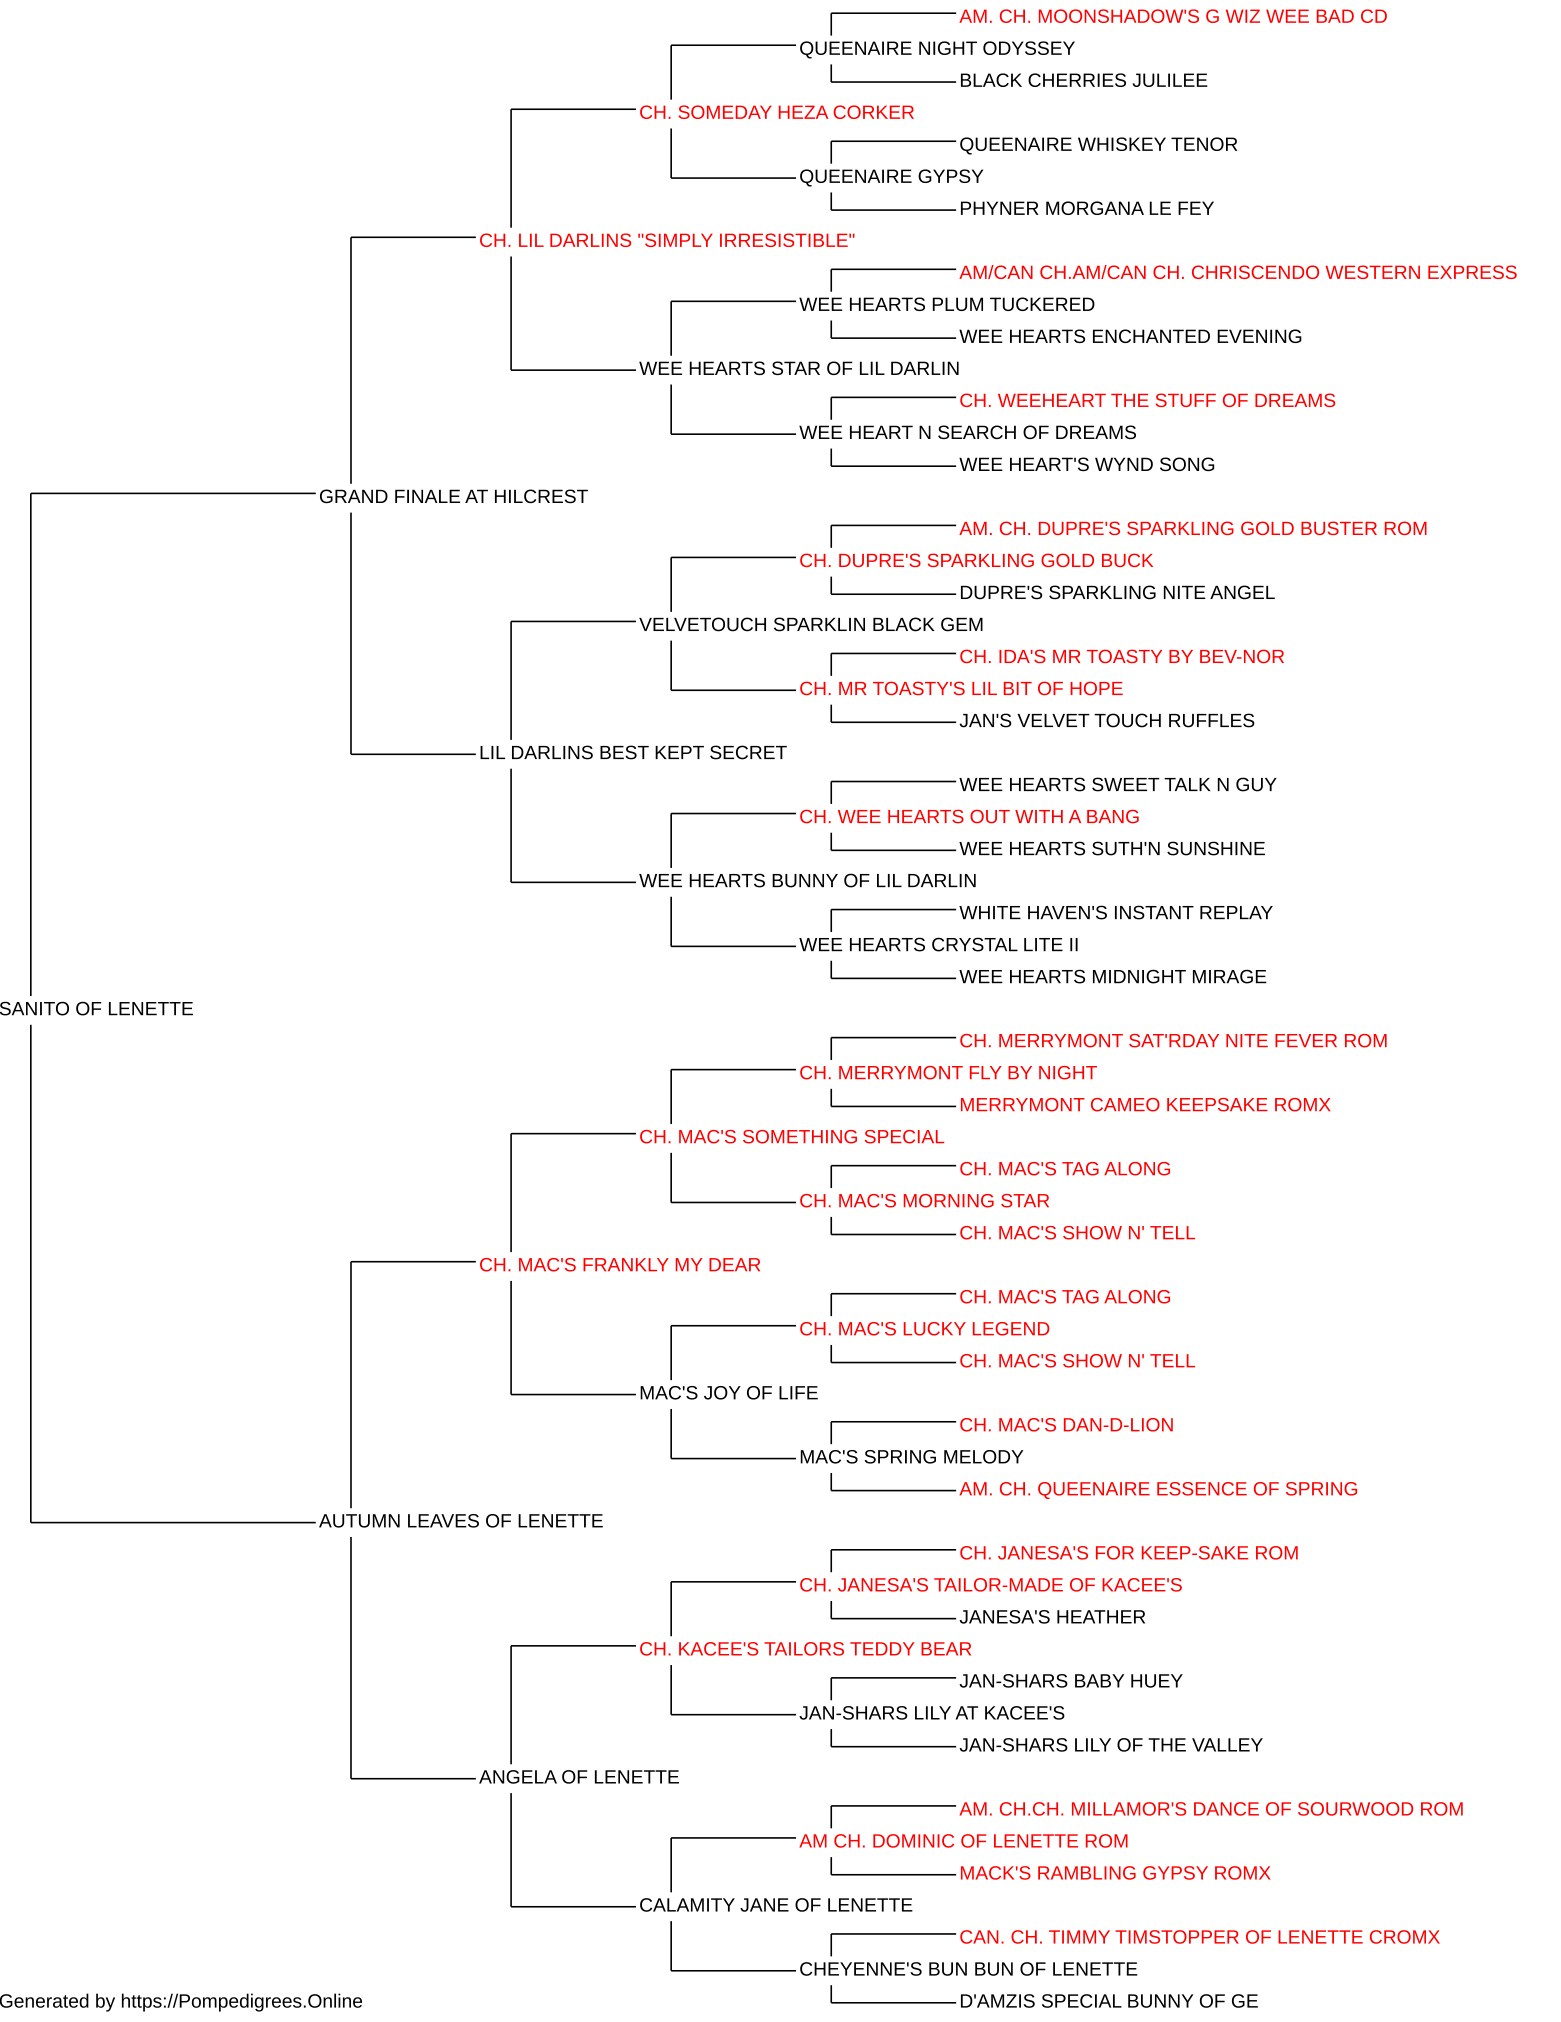 AM. CH. MOONSHADOW'S G WIZ WEE BAD CD
QUEENAIRE NIGHT ODYSSEY
BLACK CHERRIES JULILEE
CH. SOMEDAY HEZA CORKER
QUEENAIRE WHISKEY TENOR
QUEENAIRE GYPSY
PHYNER MORGANA LE FEY
CH. LIL DARLINS "SIMPLY IRRESISTIBLE"
AM/CAN CH.AM/CAN CH. CHRISCENDO WESTERN EXPRESS
WEE HEARTS PLUM TUCKERED
WEE HEARTS ENCHANTED EVENING
WEE HEARTS STAR OF LIL DARLIN
CH. WEEHEART THE STUFF OF DREAMS
WEE HEART N SEARCH OF DREAMS
WEE HEART'S WYND SONG
GRAND FINALE AT HILCREST
AM. CH. DUPRE'S SPARKLING GOLD BUSTER ROM
CH. DUPRE'S SPARKLING GOLD BUCK
DUPRE'S SPARKLING NITE ANGEL
VELVETOUCH SPARKLIN BLACK GEM
CH. IDA'S MR TOASTY BY BEV-NOR
CH. MR TOASTY'S LIL BIT OF HOPE
JAN'S VELVET TOUCH RUFFLES
LIL DARLINS BEST KEPT SECRET
WEE HEARTS SWEET TALK N GUY
CH. WEE HEARTS OUT WITH A BANG
WEE HEARTS SUTH'N SUNSHINE
WEE HEARTS BUNNY OF LIL DARLIN
WHITE HAVEN'S INSTANT REPLAY
WEE HEARTS CRYSTAL LITE II
WEE HEARTS MIDNIGHT MIRAGE
SANITO OF LENETTE
CH. MERRYMONT SAT'RDAY NITE FEVER ROM
CH. MERRYMONT FLY BY NIGHT
MERRYMONT CAMEO KEEPSAKE ROMX
CH. MAC'S SOMETHING SPECIAL
CH. MAC'S TAG ALONG
CH. MAC'S MORNING STAR
CH. MAC'S SHOW N' TELL
CH. MAC'S FRANKLY MY DEAR
CH. MAC'S TAG ALONG
CH. MAC'S LUCKY LEGEND
CH. MAC'S SHOW N' TELL
MAC'S JOY OF LIFE
CH. MAC'S DAN-D-LION
MAC'S SPRING MELODY
AM. CH. QUEENAIRE ESSENCE OF SPRING
AUTUMN LEAVES OF LENETTE
CH. JANESA'S FOR KEEP-SAKE ROM
CH. JANESA'S TAILOR-MADE OF KACEE'S
JANESA'S HEATHER
CH. KACEE'S TAILORS TEDDY BEAR
JAN-SHARS BABY HUEY
JAN-SHARS LILY AT KACEE'S
JAN-SHARS LILY OF THE VALLEY
ANGELA OF LENETTE
AM. CH.CH. MILLAMOR'S DANCE OF SOURWOOD ROM
AM CH. DOMINIC OF LENETTE ROM
MACK'S RAMBLING GYPSY ROMX
CALAMITY JANE OF LENETTE
CAN. CH. TIMMY TIMSTOPPER OF LENETTE CROMX
CHEYENNE'S BUN BUN OF LENETTE
D'AMZIS SPECIAL BUNNY OF GE
Generated by https://Pompedigrees.Online